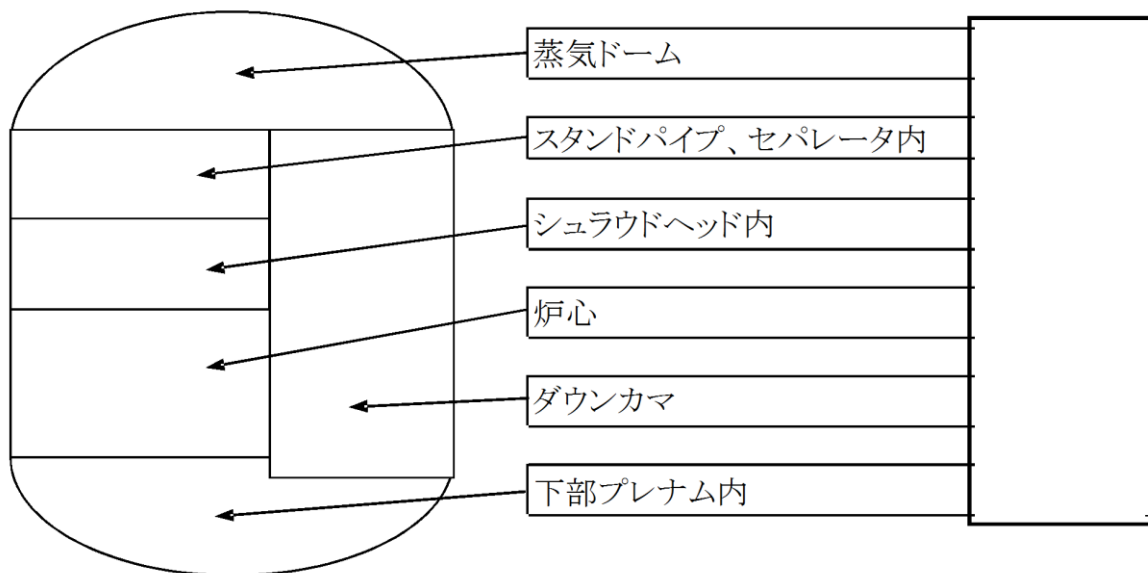 蒸気ドーム
スタンドパイプ、セパレータ内
シュラウドヘッド内
炉心
ダウンカマ
下部プレナム内